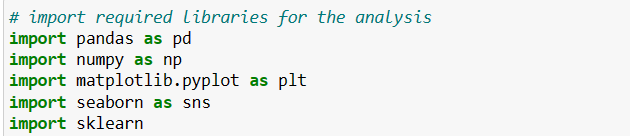 # import required libraries for the analysis
import pandas as pd
import numpy as np
import matplotlib.pyplot as plt
import seaborn as sns
import sklearn